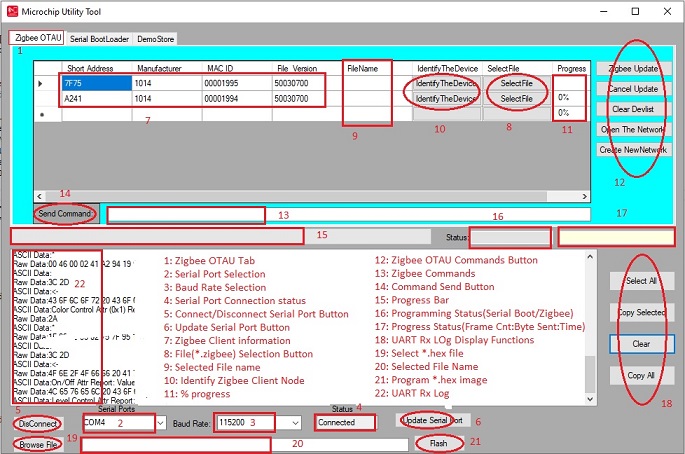 Microchip Utility Tool
Zigbee OTAU Serial BootLoader DemoStore
1
Short Address Manufacturer MAC ID File Version FileName IdentifyTheDevice SelectFile Progress
7F75 1014 00001995 50030700 IdentifyTheDevice SelectFile
A241 1014 00001994 50030700 IdentifyTheDevice SelectFile 0%
0%
7 9 10 8 11
Zigbee Update
Cancel Update
Clear Devlist
Open The Network
Create NewNetwork
12
14
Send Command: 13 16 17
15 Status:
ASCII Data:*
Raw Data:00 46 00 02 41 A2 94 19
ASCII Data:
Raw Data:3C 2D 22
ASCII Data:<-
Raw Data:43 6F 6C 6F 72 20 43 6F
ASCII Data:Color Control Attr (0x1) Re
Raw Data:2A
ASCII Data:*
ASCII Data:
Raw Data:3C 2D
ASCII Data:<-
Raw Data:4F 6E 2F 4F 66 66 20 41
ASCII Data:On/Off Attr Report: Value
Raw Data:4C 65 76 65 6C 20 43 6F
ASCII Data:Level Control Attr Report:
1: Zigbee OTAU Tab
2: Serial Port Selection
3: Baud Rate Selection
4: Serial Port Connection status
5: Connect/Disconnect Serial Port Button
6: Update Serial Port Button
7: Zigbee Client information
8: File(*.zigbee) Selection Button
9: Selected File name
10: Identify Zigbee Client Node
11: % progress
12: Zigbee OTAU Commands Button
13: Zigbee Commands
14: Command Send Button
15: Progress Bar
16: Programming Status(Serial Boot/Zigbee)
17: Progress Status(Frame Cnt:Byte Sent:Time)
18: UART Rx LOg Display Functions
19: Select *.hex file
20: Selected File Name
21: Program *.hex image
22: UART Rx Log
Select All
Copy Selected
Clear
Copy All
18
5 Serial Ports Status 4
DisConnect COM4 2 Baud Rate: 115200 3 Connected Update Serial Port 6
19
Browse File 20 Flash 21